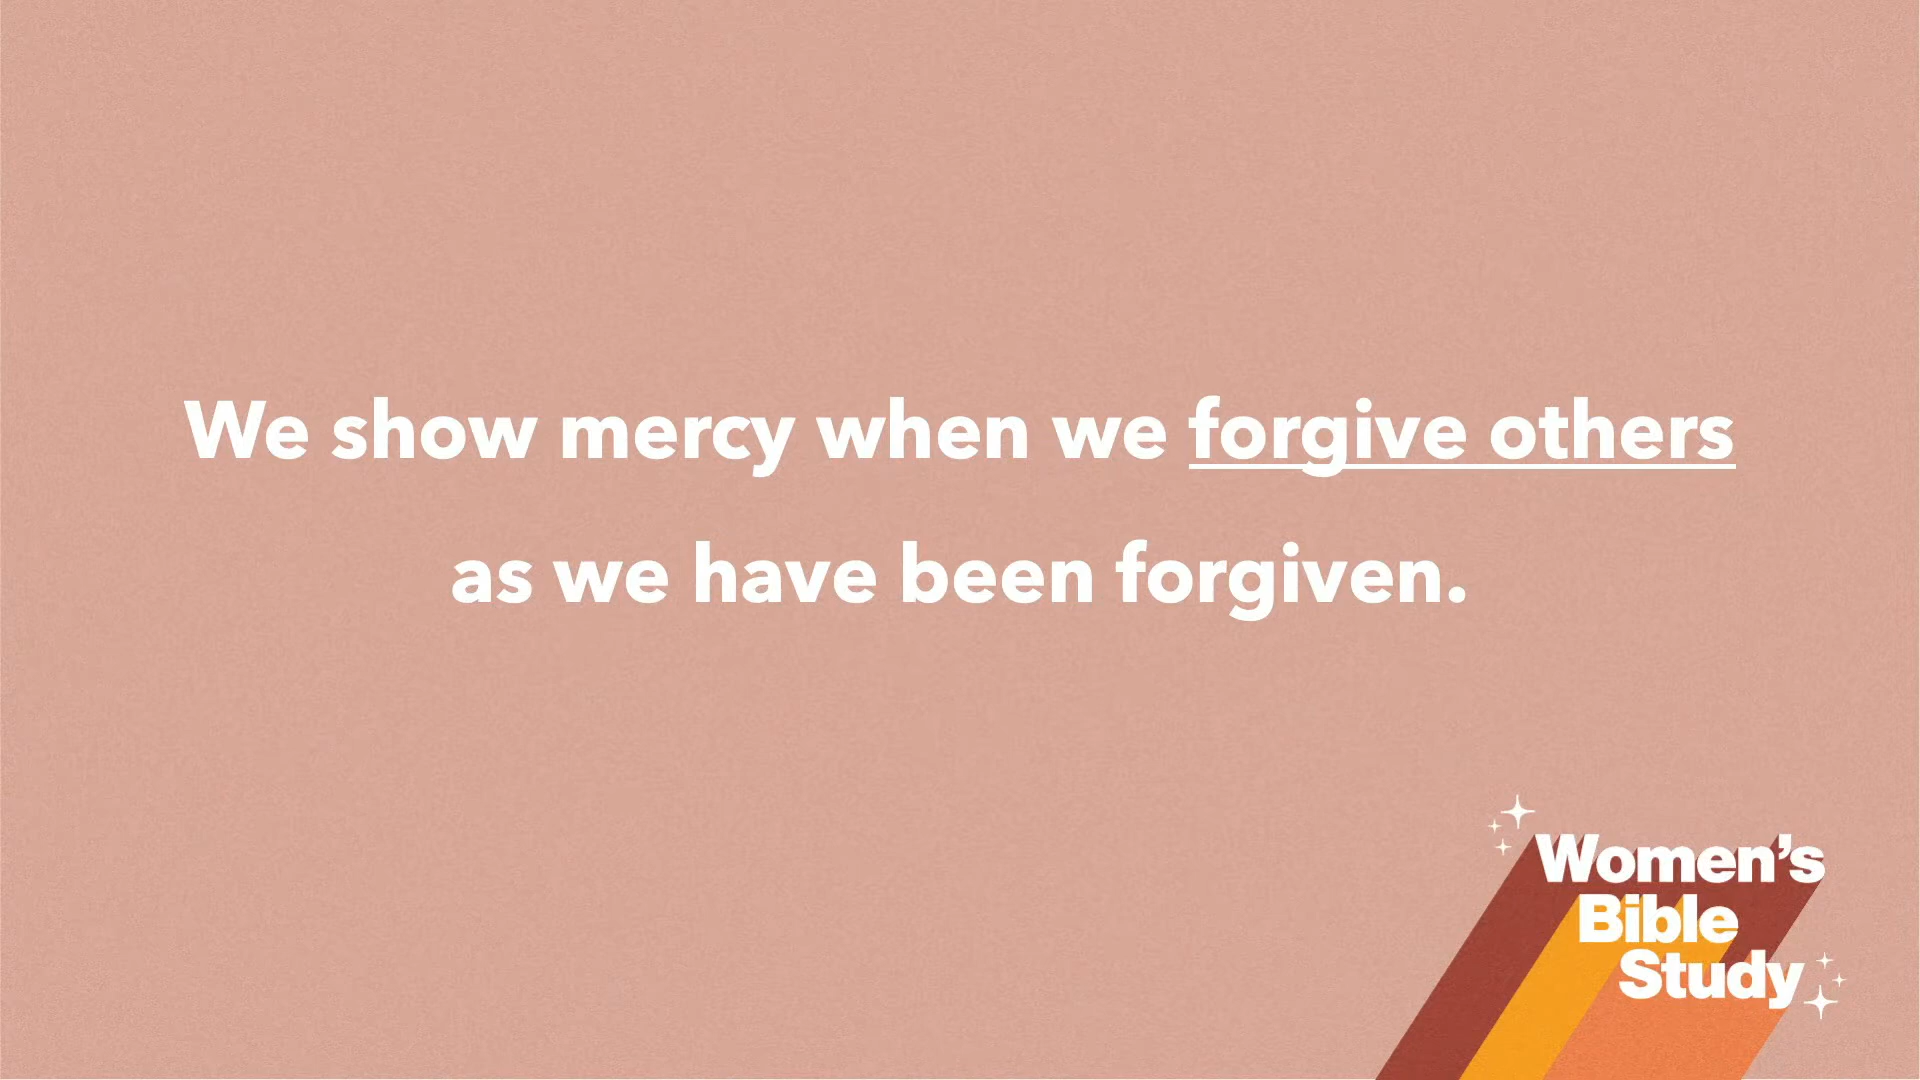 We show mercy when we forgive others
as we have been forgiven.
Women's
Bible
Study